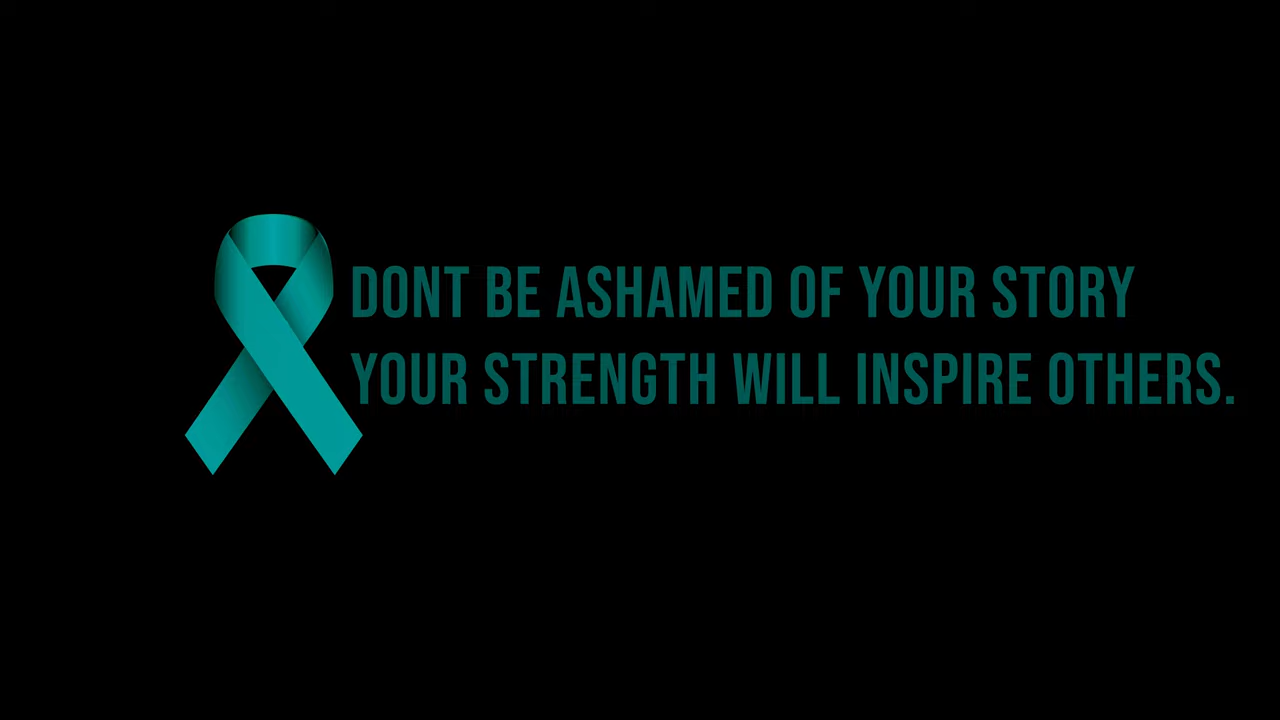 DONT BE ASHAMED OF YOUR STORY
YOUR STRENGTH WILL INSPIRE OTHERS.